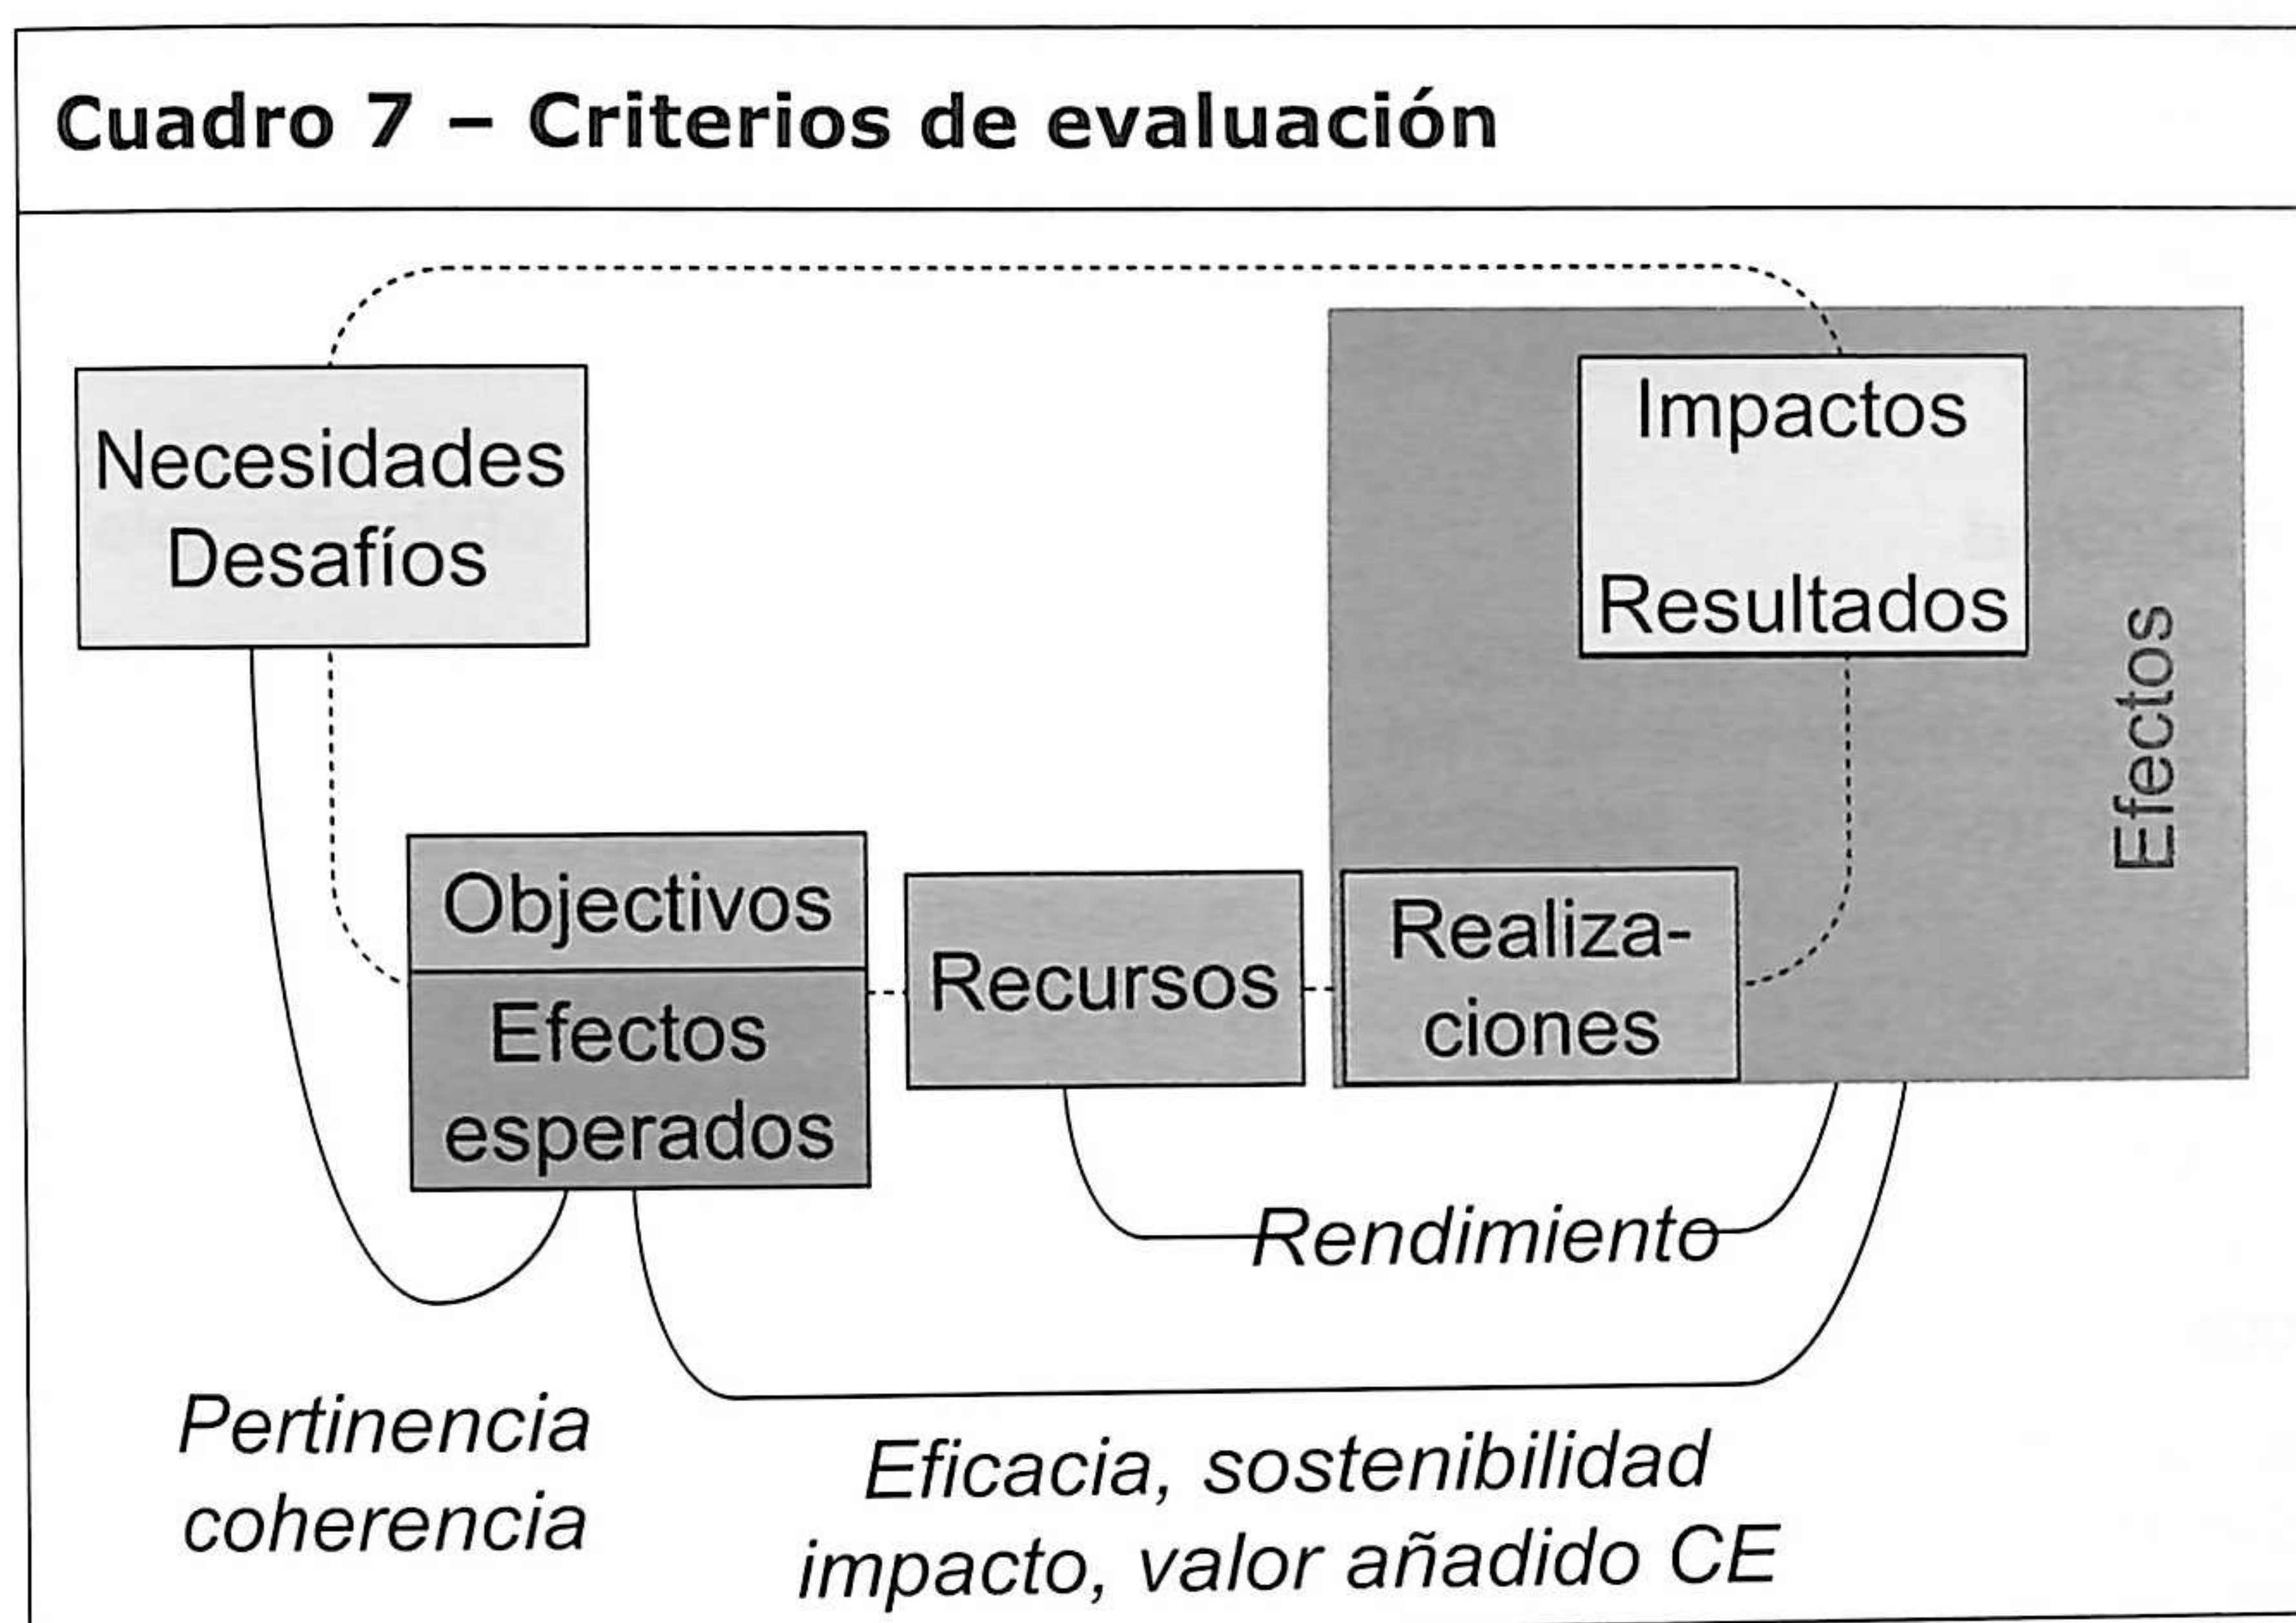 Cuadro 7 – Criterios de evaluación
Necesidades
Desafíos
Impactos
Resultados
Efectos
Objectivos
Efectos
esperados
Recursos
Realiza-
ciones
Rendimiento
Pertinencia
coherencia
Eficacia, sostenibilidad
impacto, valor añadido CE